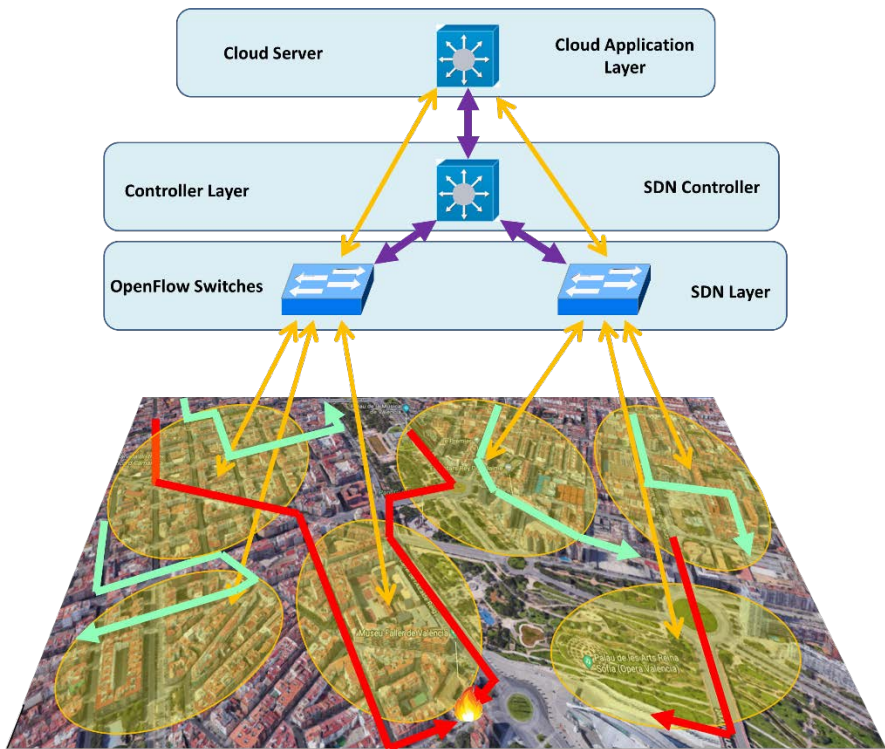 Cloud Server
Cloud Application
Layer
Controller Layer
SDN Controller
OpenFlow Switches
SDN Layer
Museu Faller de València
Palau de les Arts Reina
Sofía (Opera València)